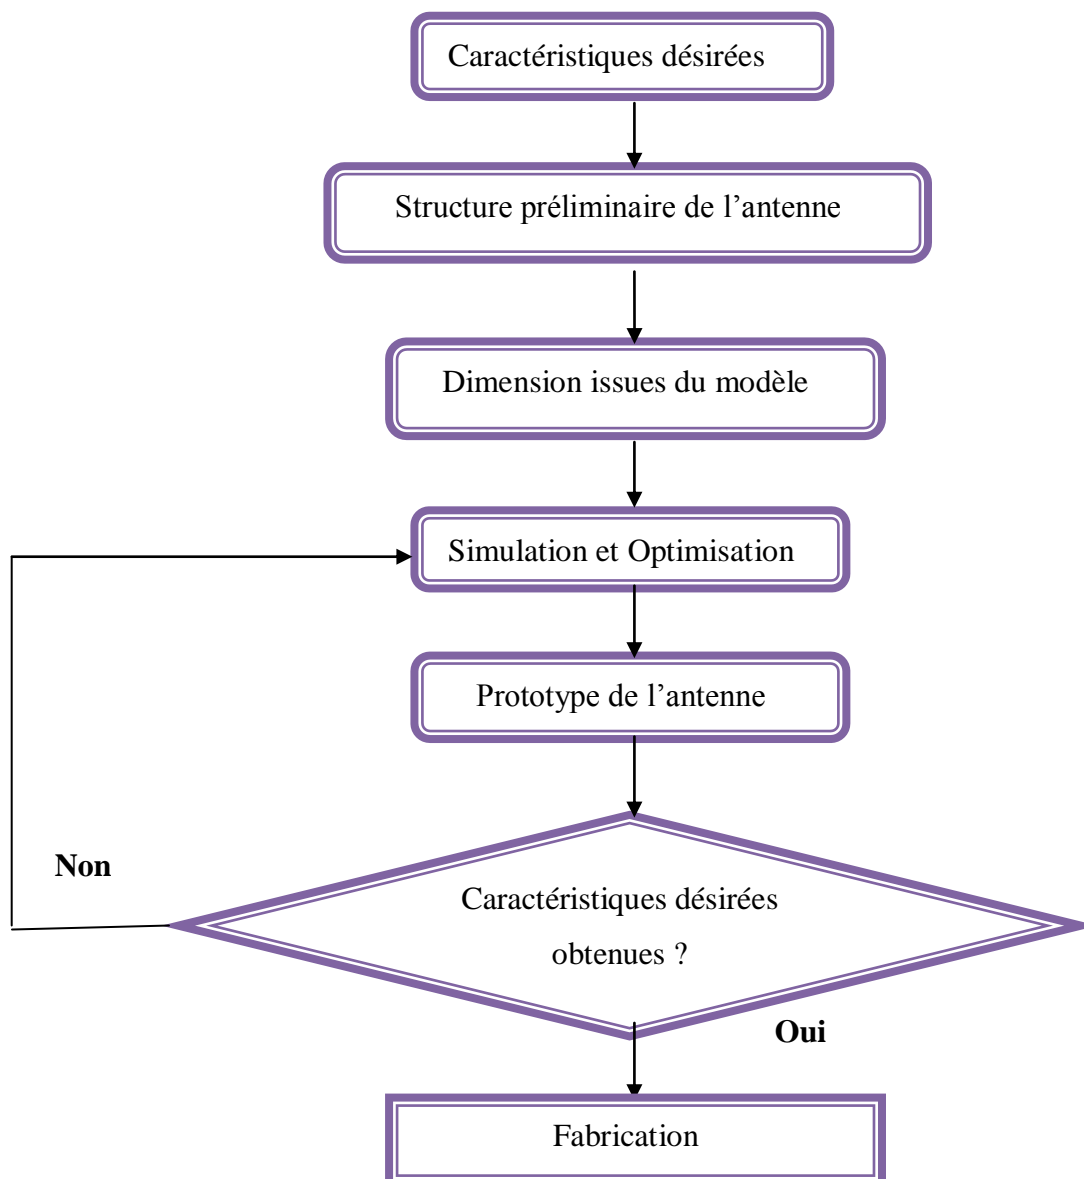 Caractéristiques désirées
Structure préliminaire de l’antenne
Dimension issues du modèle
Simulation et Optimisation
Prototype de l’antenne
Non
Caractéristiques désirées
obtenues ?
Oui
Fabrication